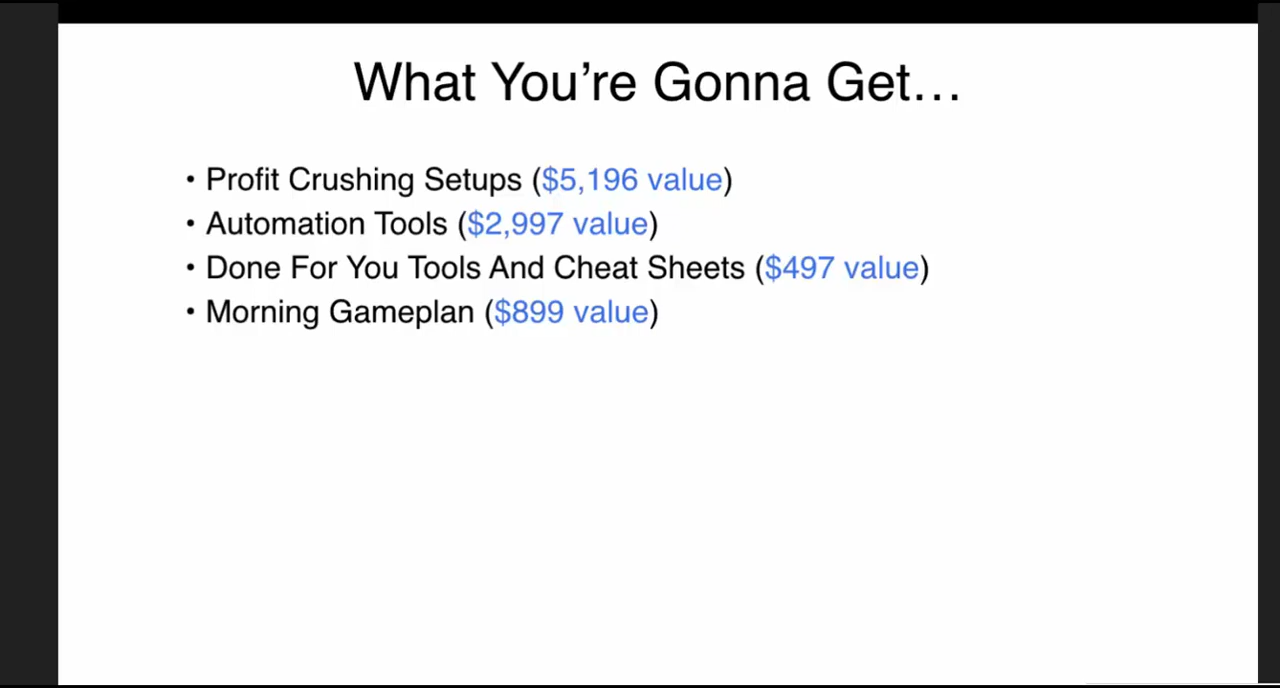 What You’re Gonna Get…
• Profit Crushing Setups ($5,196 value)
• Automation Tools ($2,997 value)
• Done For You Tools And Cheat Sheets ($497 value)
• Morning Gameplan ($899 value)